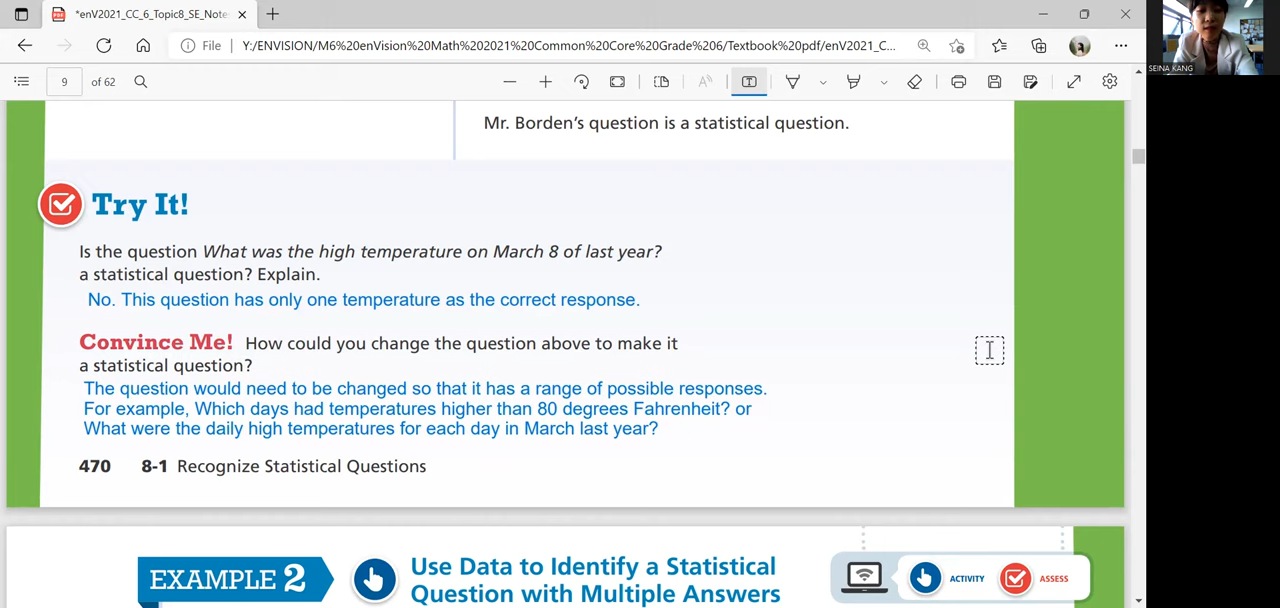 *enV2021_CC_6_Topic8_SE_Note
File
Y:/ENVISION/M6%20enVision%20Math%202021%20Common%20Core%20Grade%206/Textbook%20pdf/enV2021_C...
9 of 62
SEINA KANG
Mr. Borden's question is a statistical question.
Try It!
Is the question What was the high temperature on March 8 of last year?
a statistical question? Explain.
No. This question has only one temperature as the correct response.
Convince Me! How could you change the question above to make it
a statistical question?
The question would need to be changed so that it has a range of possible responses.
For example, Which days had temperatures higher than 80 degrees Fahrenheit? or
What were the daily high temperatures for each day in March last year?
470 8-1 Recognize Statistical Questions
EXAMPLE 2
Use Data to Identify a Statistical
Question with Multiple Answers
ACTIVITY
ASSESS